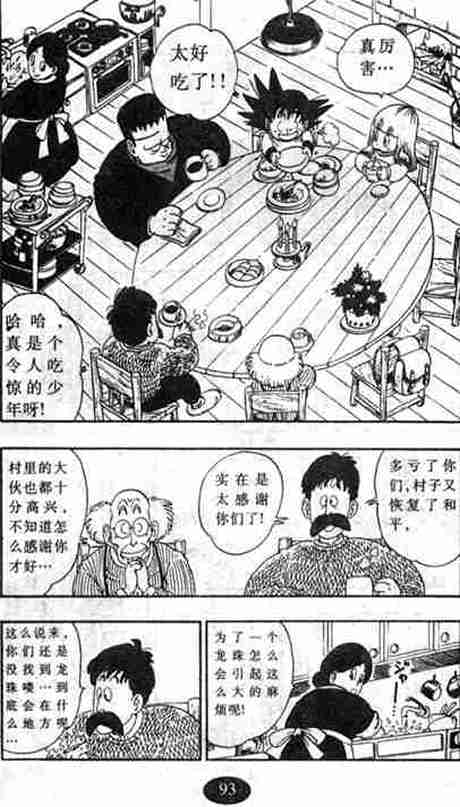 真厉
害…
太好
吃了!!
哈哈，
真是个
令人吃
惊的少
年呀!
多亏了你
们,村子又
恢复了和
平,
实在是
太感谢
你们了!
村里的大
伙也都十
分高兴,
不知道怎
么感谢你
才好…
为了一个
龙珠怎么
会引起这
么大的麻
烦呢!
这么说来,
你们还是
没找到龙
珠喽…到
底会在什
么地方呢
…
93